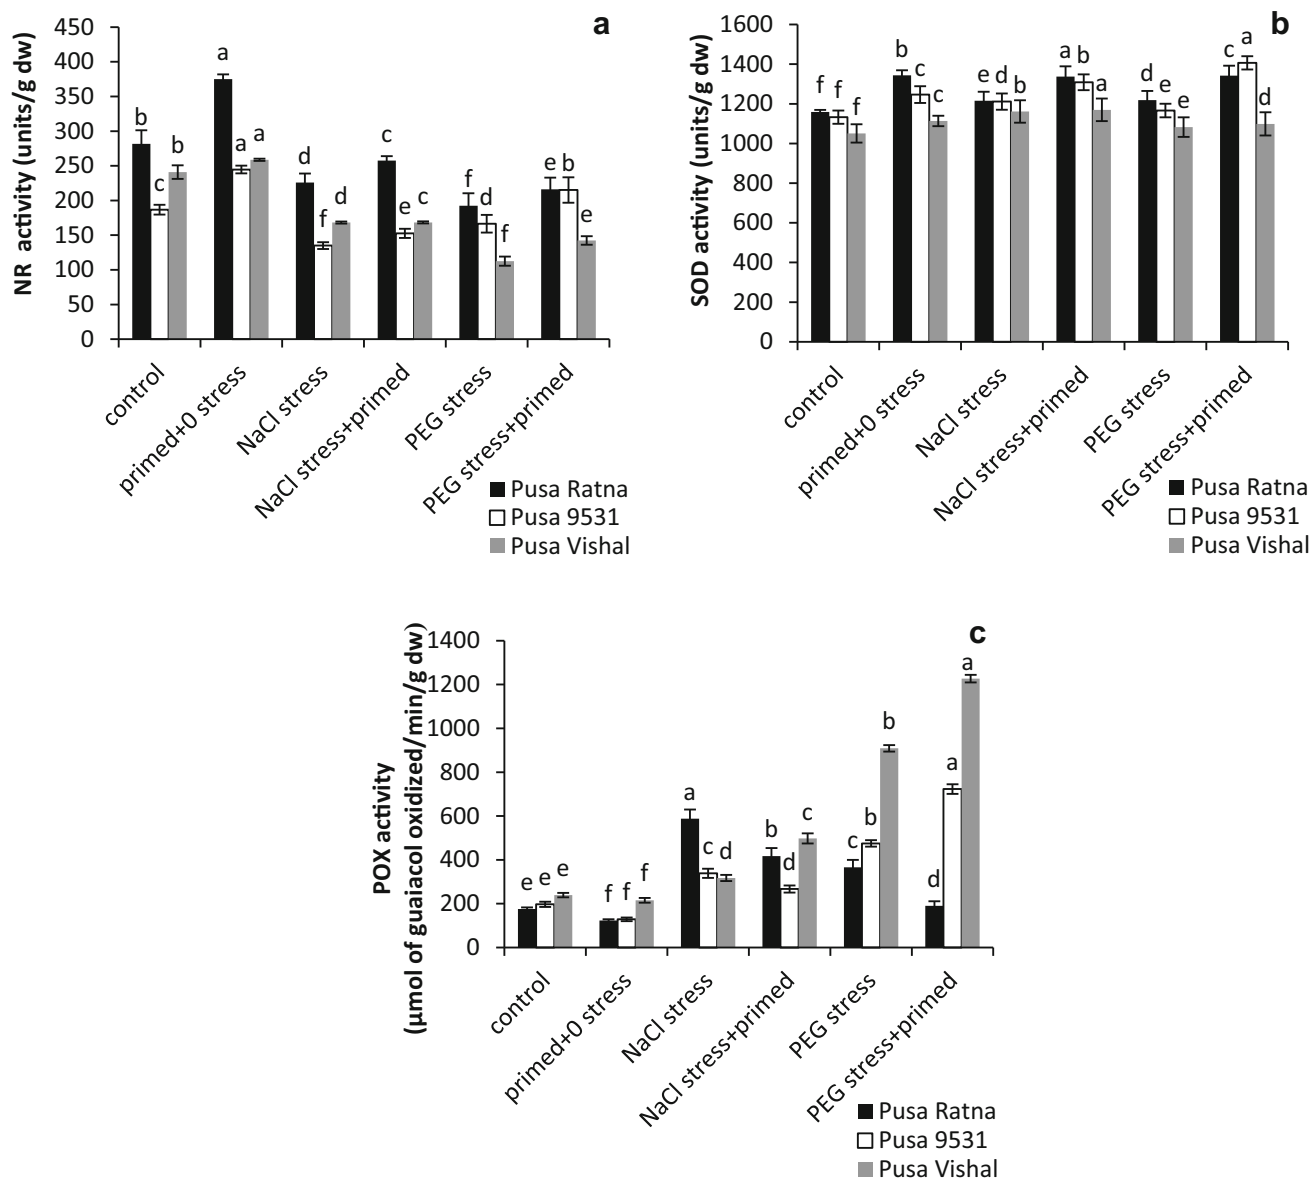 a
NR activity (units/g dw)
450
400
350
300
250
200
150
100
50
0
b c b
a a a
d f d
c e c
f d f
e b e
control
primed+0 stress
NaCl stress
NaCl stress+primed
PEG stress
PEG stress+primed
Pusa Ratna
Pusa 9531
Pusa Vishal
b
SOD activity (units/g dw)
1600
1400
1200
1000
800
600
400
200
0
f f f
b c c
e d b
a b a
d e e
c a d
control
primed+0 stress
NaCl stress
NaCl stress+primed
PEG stress
PEG stress+primed
Pusa Ratna
Pusa 9531
Pusa Vishal
c
POX activity
(µmol of guaiacol oxidized/min/g dw)
1400
1200
1000
800
600
400
200
0
e e e
f f f
a c d
b d c
c b b
d a a
control
primed+0 stress
NaCl stress
NaCl stress+primed
PEG stress
PEG stress+primed
Pusa Ratna
Pusa 9531
Pusa Vishal